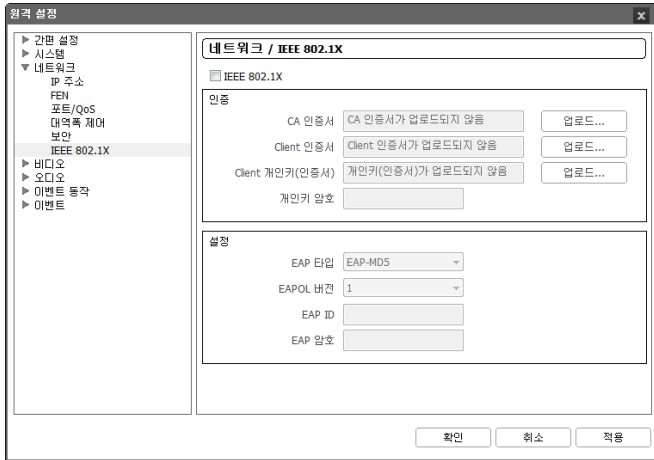 원격 설정
간편 설정
시스템
네트워크
IP 주소
FEN
포트/QoS
대역폭 제어
보안
IEEE 802.1X
비디오
오디오
이벤트 동작
이벤트
네트워크 / IEEE 802.1X
IEEE 802.1X
인증
CA 인증서 CA 인증서가 업로드되지 않음 업로드...
Client 인증서 Client 인증서가 업로드되지 않음 업로드...
Client 개인키(인증서) 개인키(인증서)가 업로드되지 않음 업로드...
개인키 암호
설정
EAP 타입 EAP-MD5
EAPOL 버전 1
EAP ID
EAP 암호
확인 취소 적용